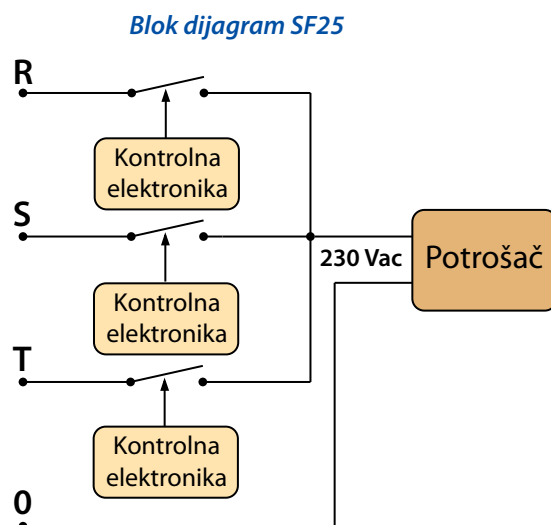 Blok dijagram SF25
R
Kontrolna
elektronika
S
230 Vac
Potrošač
Kontrolna
elektronika
T
Kontrolna
elektronika
0